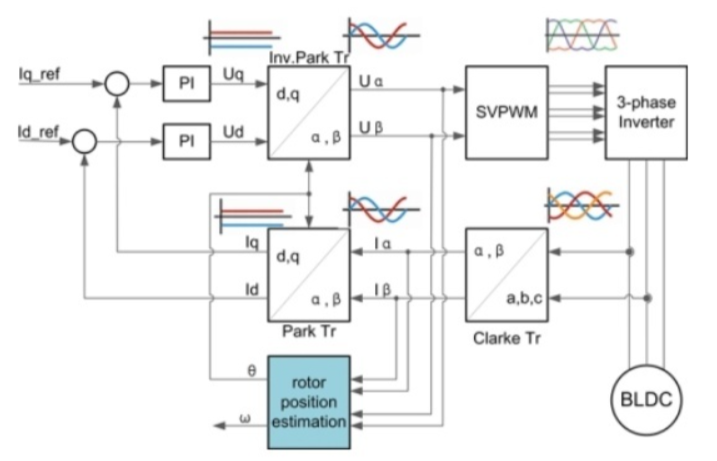 Inv.Park Tr
Iq_ref
PI
Uq
d,q
α , β
U α
U β
SVPWM
3-phase
Inverter
Id_ref
PI
Ud
Iq
Id
d,q
α , β
Park Tr
I α
I β
α , β
a,b,c
Clarke Tr
θ
ω
rotor
position
estimation
BLDC